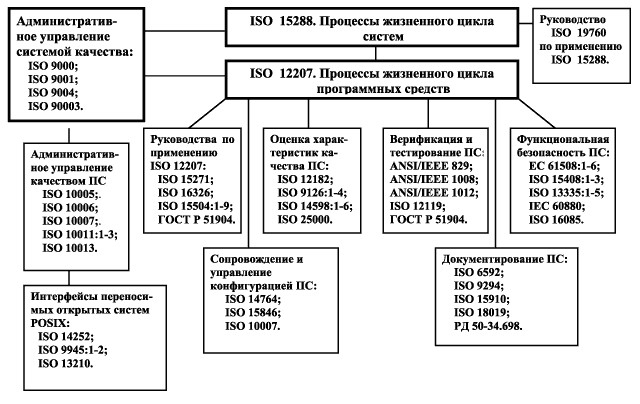 Административ-
ное управление
системой качества:
ISO 9000;
ISO 9001;
ISO 9004;
ISO 90003.
ISO 15288. Процессы жизненного цикла
систем
Руководство
ISO 19760
по применению
ISO 15288.
ISO 12207. Процессы жизненного цикла
программных средств
Административ-
ное управление
качеством ПС
ISO 10005;.
ISO 10006;
ISO 10007;.
ISO 10011:1-3;
ISO 10013.
Руководства по
применению
ISO 12207:
ISO 15271;
ISO 16326;
ISO 15504:1-9;
ГОСТ Р 51904.
Оценка харак-
теристик ка-
чества ПС:
ISO 12182;
ISO 9126:1-4;
ISO 14598:1-6;
ISO 25000.
Верификация и
тестирование ПС:
ANSI/IEEE 829;
ANSI/IEEE 1008;
ANSI/IEEE 1012;
ISO 12119;
ГОСТ Р 51904.
Функциональная
безопасность ПС:
EC 61508:1-6;
ISO 15408:1-3;
ISO 13335:1-5;
IEC 60880;
ISO 16085.
Сопровождение и
управление
конфигурацией ПС:
ISO 14764;
ISO 15846;
ISO 10007.
Документирование ПС:
ISO 6592;
ISO 9294;
ISO 15910;
ISO 18019;
РД 50-34.698.
Интерфейсы переноси-
мых открытых систем
POSIX:
ISO 14252;
ISO 9945:1-2;
ISO 13210.